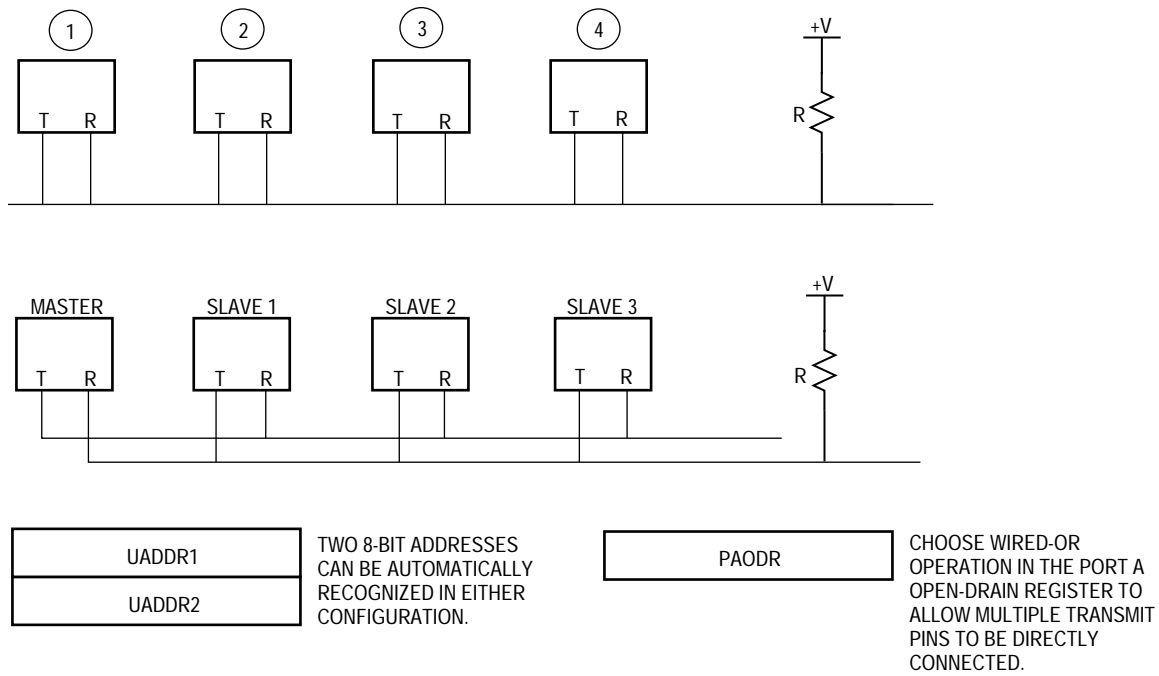 1 2 3 4
+V
T R T R T R T R
R
MASTER SLAVE 1 SLAVE 2 SLAVE 3
+V
T R T R T R T R
R
UADDR1
UADDR2
TWO 8-BIT ADDRESSES
CAN BE AUTOMATICALLY
RECOGNIZED IN EITHER
CONFIGURATION.
PAODR
CHOOSE WIRED-OR
OPERATION IN THE PORT A
OPEN-DRAIN REGISTER TO
ALLOW MULTIPLE TRANSMIT
PINS TO BE DIRECTLY
CONNECTED.